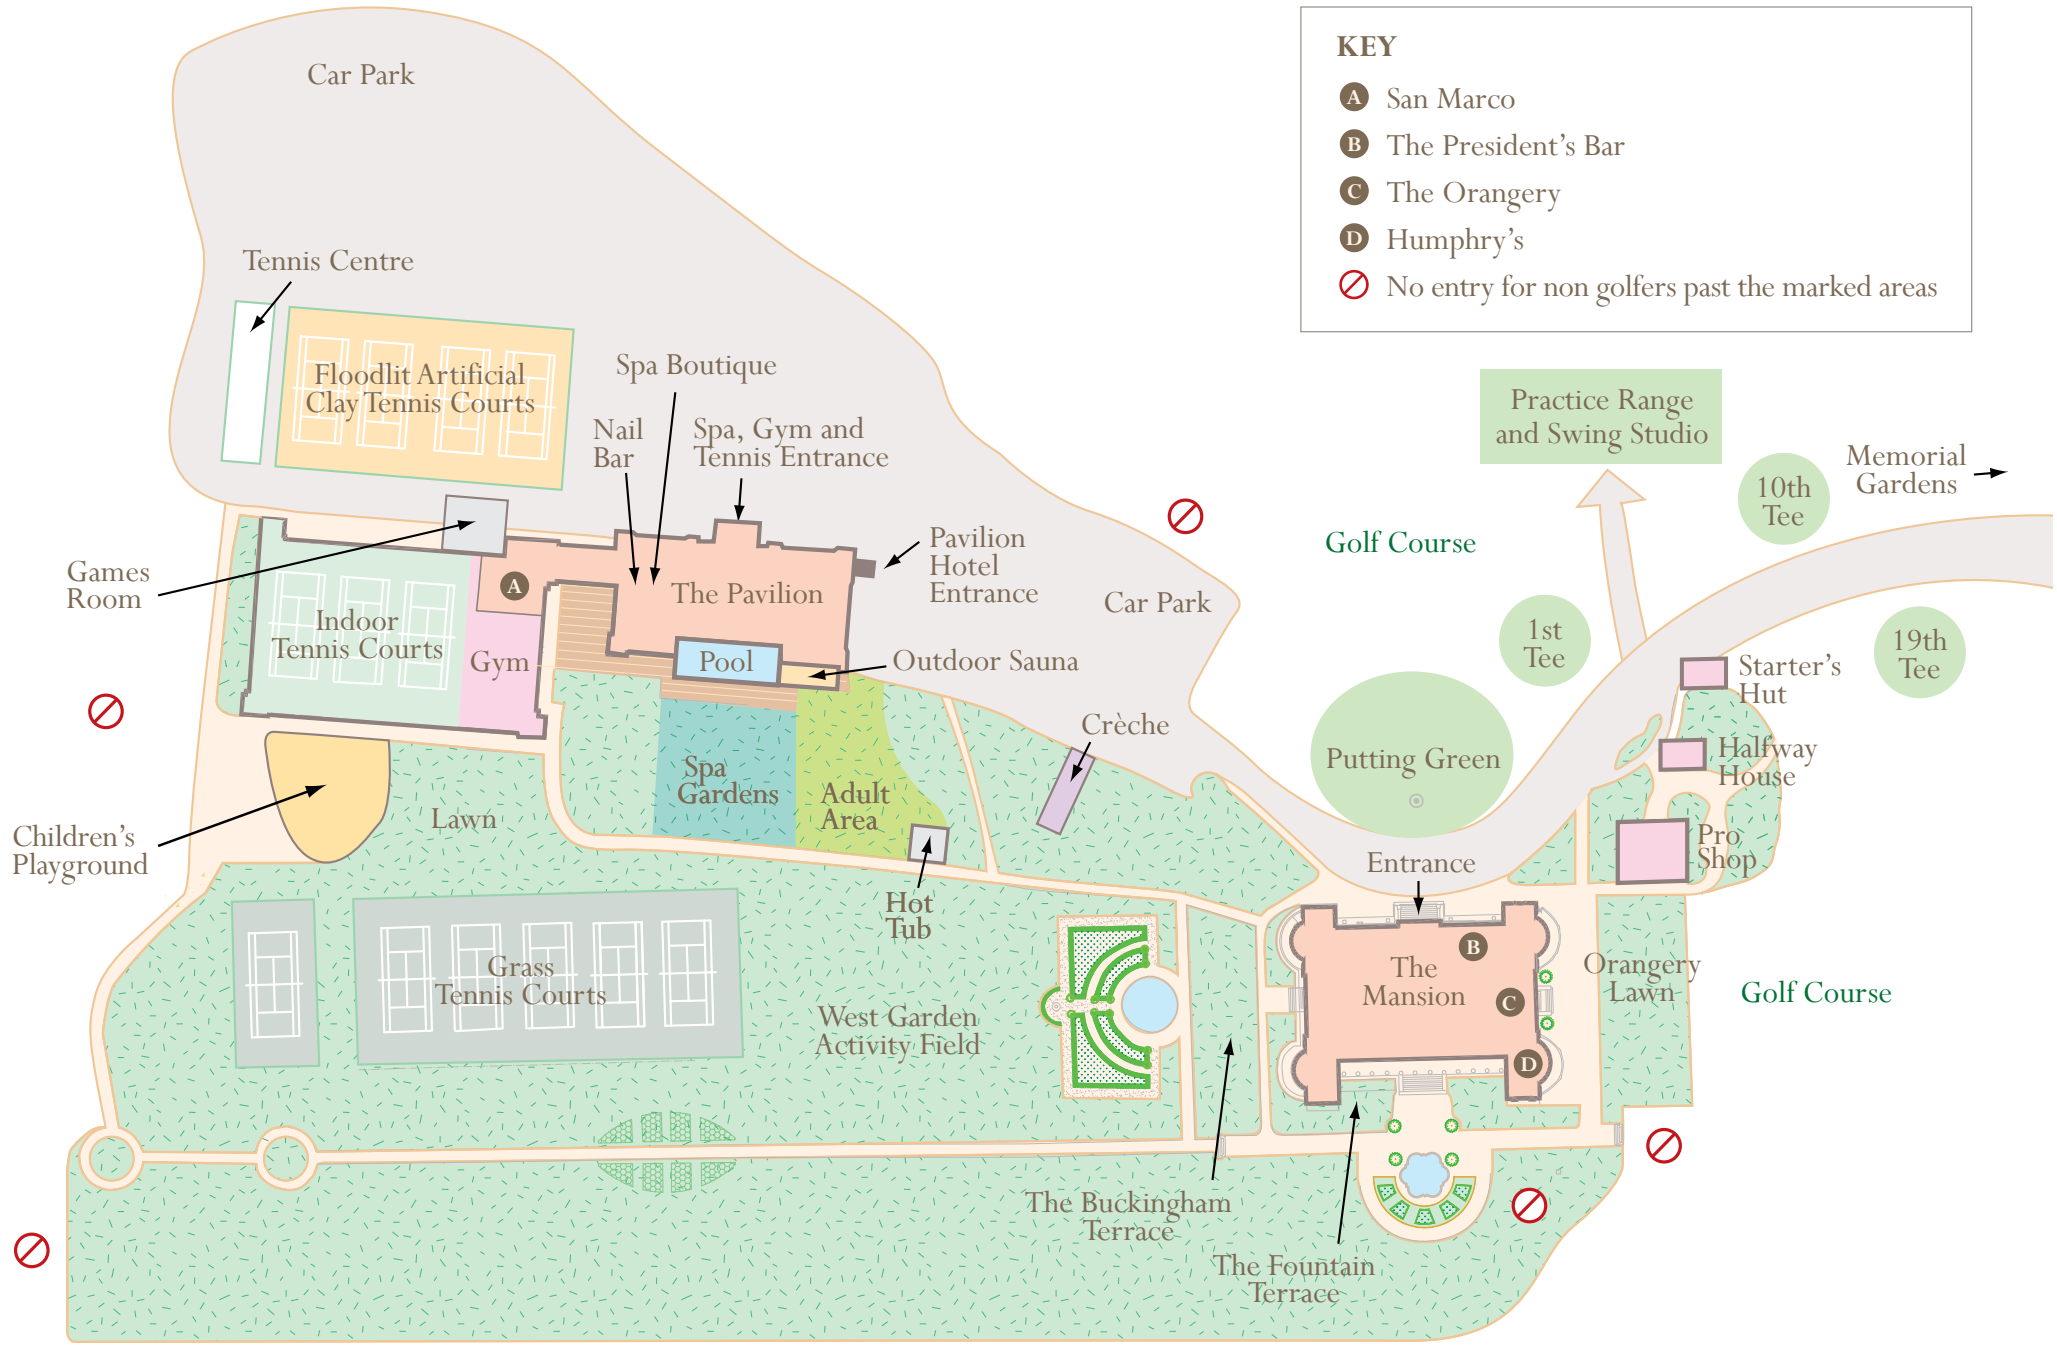 Car Park
KEY
A San Marco
B The President's Bar
C The Orangery
D Humphry's
No entry for non golfers past the marked areas
Tennis Centre
Floodlit Artificial
Clay Tennis Courts
Spa Boutique
Nail
Bar
Spa, Gym and
Tennis Entrance
Practice Range
and Swing Studio
10th
Tee
Memorial
Gardens
Golf Course
Pavilion
Hotel
Entrance
Games
Room
A
The Pavilion
Car Park
Indoor
Tennis Courts
Gym
Pool
Outdoor Sauna
1st
Tee
19th
Tee
Starter's
Hut
Crèche
Putting Green
Halfway
House
Spa
Gardens
Adult
Area
Lawn
Children's
Playground
Pro
Shop
Entrance
Hot
Tub
B
The
Mansion
C
D
Orangery
Lawn
Golf Course
Grass
Tennis Courts
West Garden
Activity Field
The Buckingham
Terrace
The Fountain
Terrace